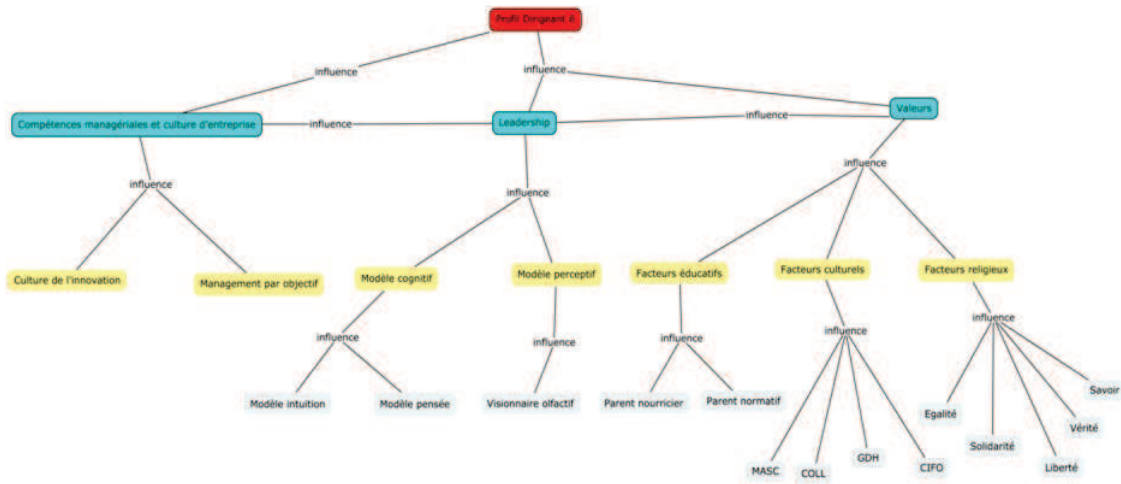 Profil Dirigeant 6
influence
influence
Compétences managériales et culture d'entreprise
influence
Leadership
influence
Valeurs
influence
influence
influence
Culture de l'innovation
Management par objectif
Modèle cognitif
Modèle perceptif
Facteurs éducatifs
Facteurs culturels
Facteurs religieux
influence
influence
influence
influence
influence
Modèle intuition
Modèle pensée
Visionnaire olfactif
Parent nourricier
Parent normatif
MASC
COLL
GDH
CIFO
Egalité
Solidarité
Liberté
Vérité
Savoir